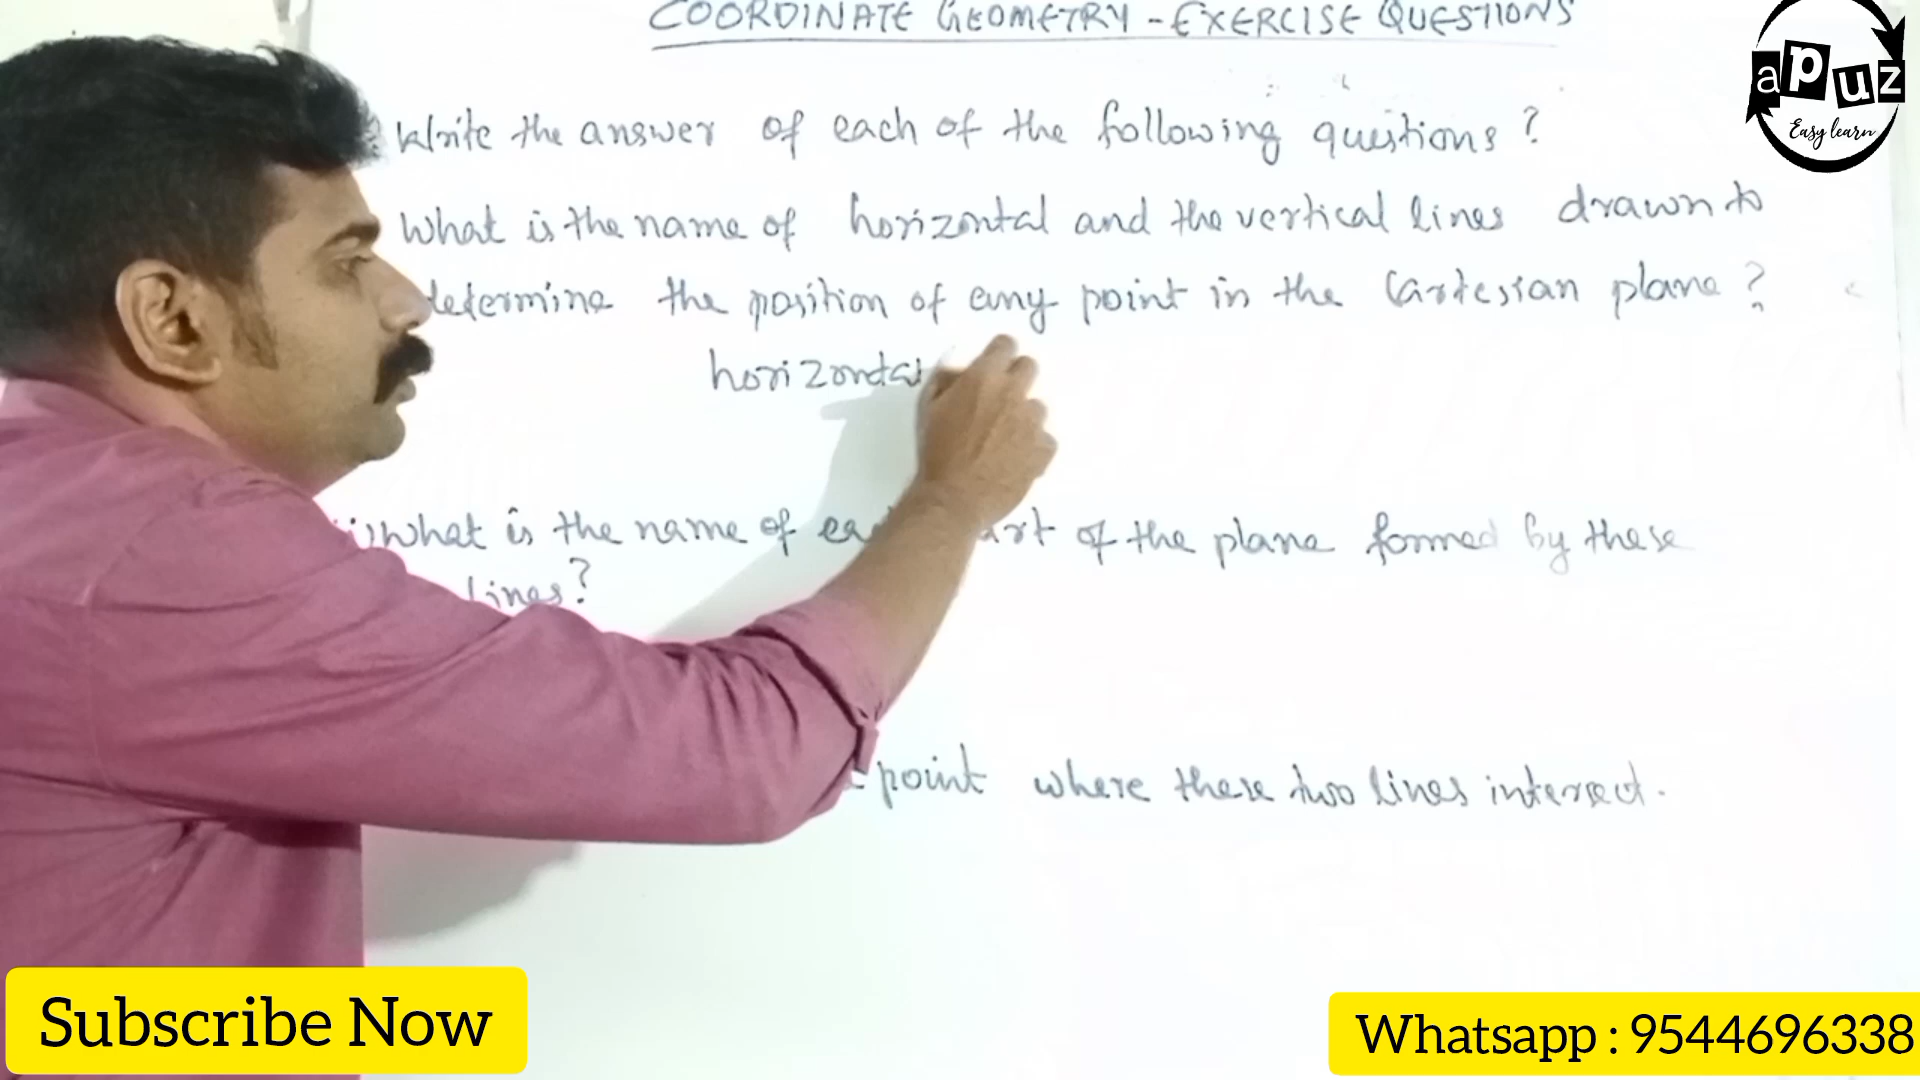 COORDINATE GEOMETRY - EXERCISE QUESTIONS
Write the answer of each of the following questions?
What is the name of horizontal and the vertical lines drawn to
determine the position of any point in the Cartesian plane?
horizontal
What is the name of each part of the plane formed by these
lines?
point where these two lines intersect.
apuz
Easy learn
Subscribe Now
Whatsapp : 9544696338